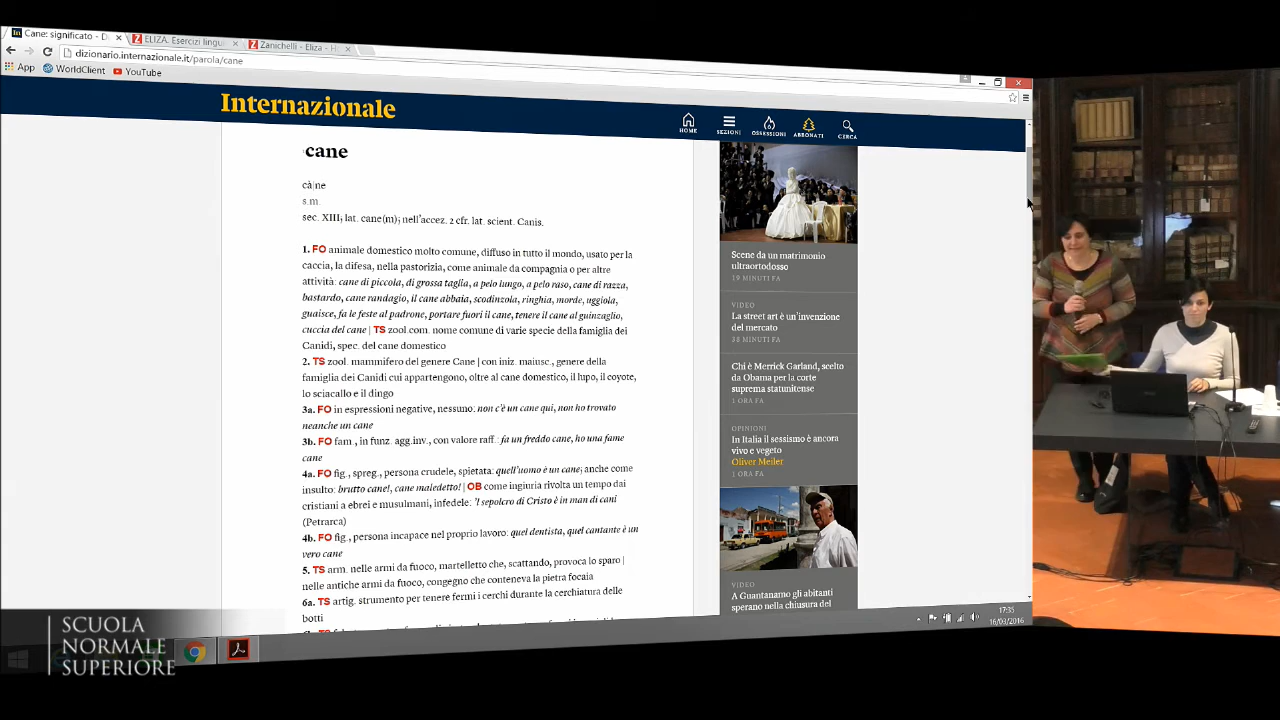 Cane: significato - D
ELIZA. Esercizi lingu
Zanichelli - Eliza - H
dizionario.internazionale.it/parola/cane
App
WorldClient
YouTube
Internazionale
HOME
SEZIONI
OSSESSIONI
ABBONATI
CERCA
cane
cà|ne
s.m.
sec. XIII; lat. cane(m); nell'accez. 2 cfr. lat. scient. Canis.
1. FO animale domestico molto comune, diffuso in tutto il mondo, usato per la
caccia, la difesa, nella pastorizia, come animale da compagnia o per altre
attività: cane di piccola, di grossa taglia, a pelo lungo, a pelo raso, cane di razza,
bastardo, cane randagio, il cane abbaia, scodinzola, ringhia, morde, uggiola,
guaisce, fa le feste al padrone, portare fuori il cane, tenere il cane al guinzaglio,
cuccia del cane | TS zool.com. nome comune di varie specie della famiglia dei
Canidi, spec. del cane domestico
2. TS zool. mammifero del genere Cane | con iniz. maiusc., genere della
famiglia dei Canidi cui appartengono, oltre al cane domestico, il lupo, il coyote,
lo sciacallo e il dingo
3a. FO in espressioni negative, nessuno: non c'è un cane qui, non ho trovato
neanche un cane
3b. FO fam., in funz. agg.inv., con valore raff.: fa un freddo cane, ho una fame
cane
4a. FO fig., spreg., persona crudele, spietata: quell'uomo è un cane; anche come
insulto: brutto cane!, cane maledetto! | OB come ingiuria rivolta un tempo dai
cristiani a ebrei e musulmani, infedele: 'l sepolcro di Cristo è in man di cani
(Petrarca)
4b. FO fig., persona incapace nel proprio lavoro: quel dentista, quel cantante è un
vero cane
5. TS arm. nelle armi da fuoco, martelletto che, scattando, provoca lo sparo |
nelle antiche armi da fuoco, congegno che conteneva la pietra focaia
6a. TS artig. strumento per tenere fermi i cerchi durante la cerchiatura delle
botti
Scene da un matrimonio
ultraortodosso
19 MINUTI FA
VIDEO
La street art è un'invenzione
del mercato
38 MINUTI FA
Chi è Merrick Garland, scelto
da Obama per la corte
suprema statunitense
1 ORA FA
OPINIONI
In Italia il sessismo è ancora
vivo e vegeto
Oliver Meiler
1 ORA FA
VIDEO
A Guantanamo gli abitanti
sperano nella chiusura del
17:35
16/03/2016
SCUOLA
NORMALE
SUPERIORE